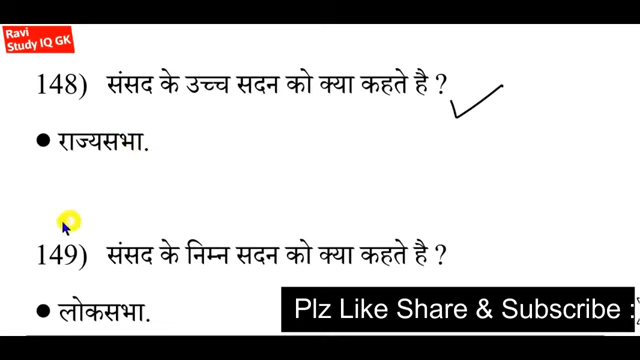 Ravi
Study IQ GK
148) संसद के उच्च सदन को क्या कहते है ?
● राज्यसभा.
149) संसद के निम्न सदन को क्या कहते है ?
● लोकसभा.
Plz Like Share & Subscribe :